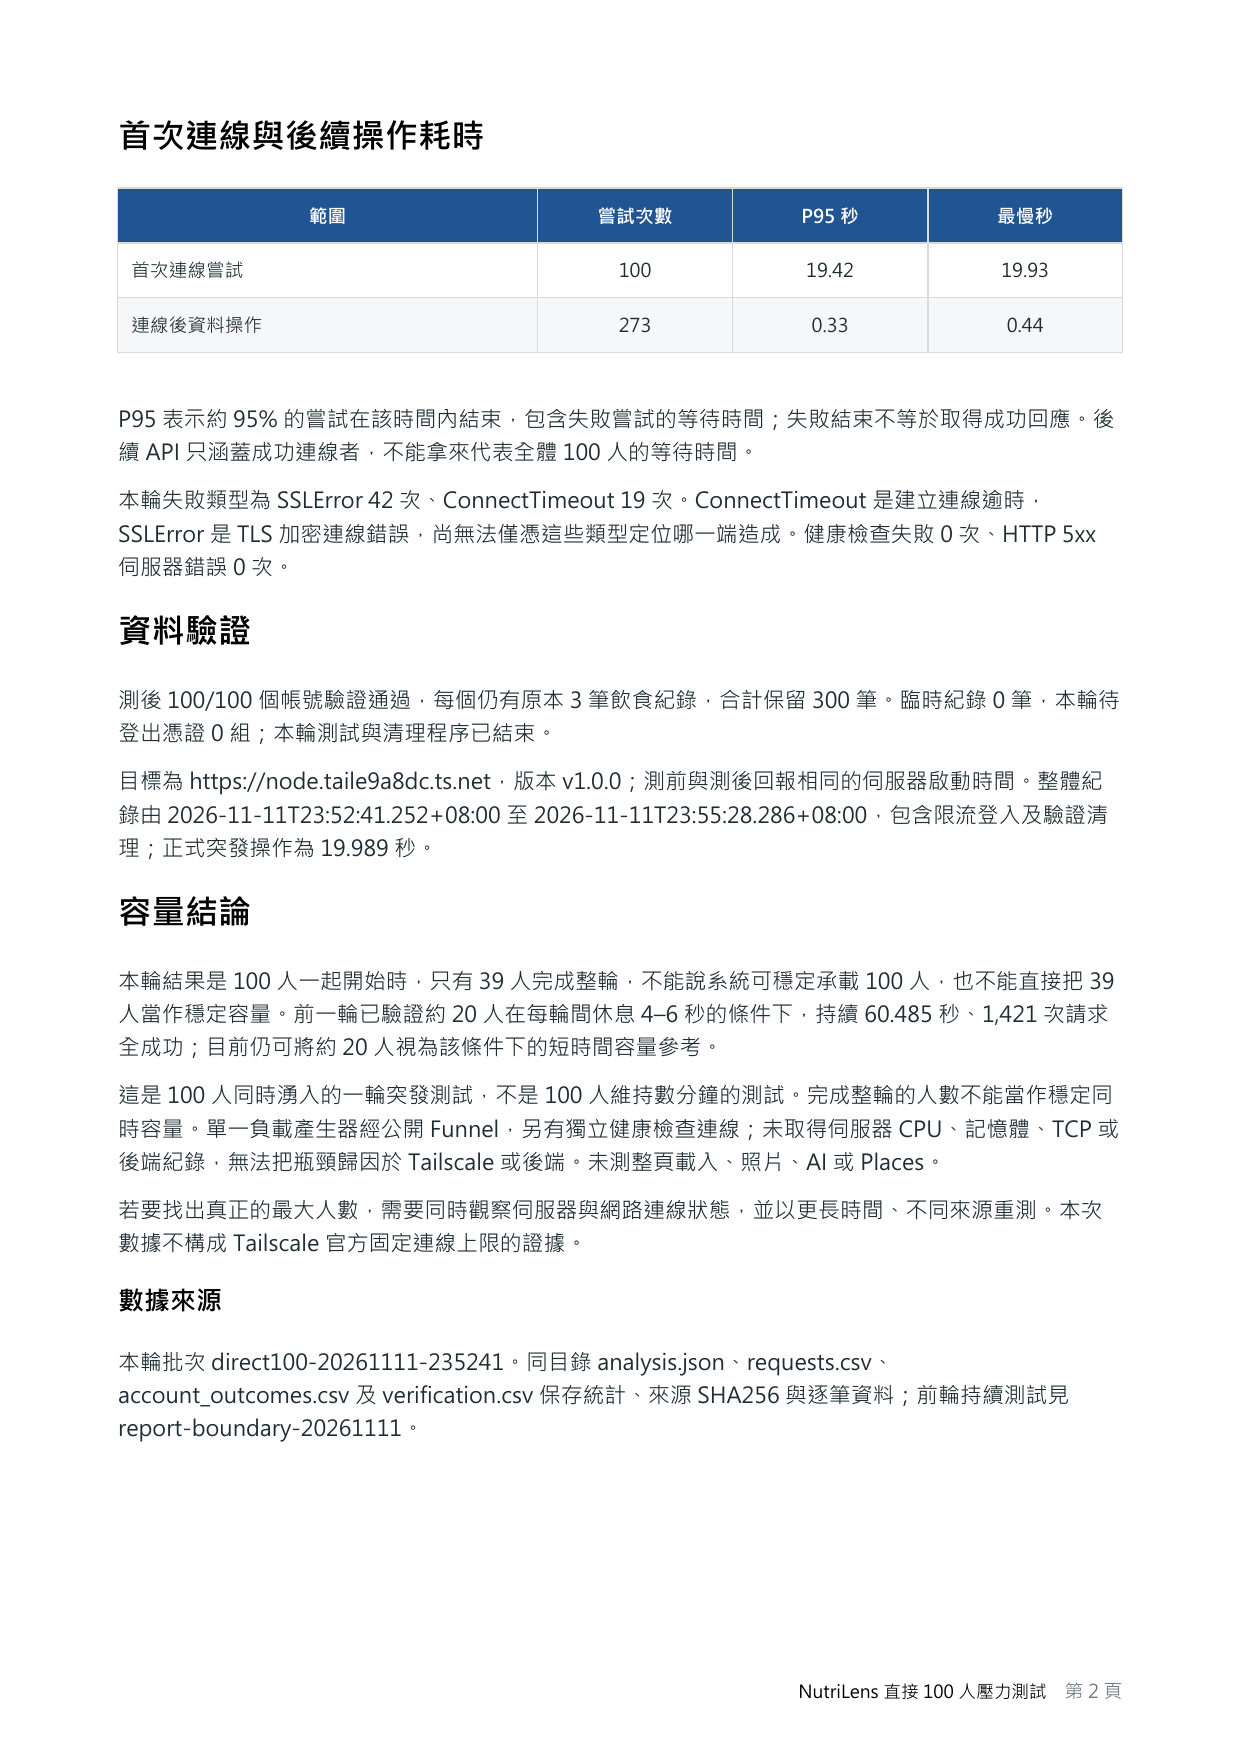 首次連線與後續操作耗時
範圍 嘗試次數 P95 秒 最慢秒
首次連線嘗試 100 19.42 19.93
連線後資料操作 273 0.33 0.44
P95 表示約 95% 的嘗試在該時間內結束，包含失敗嘗試的等待時間；失敗結束不等於取得成功回應。後
續 API 只涵蓋成功連線者，不能拿來代表全體 100 人的等待時間。
本輪失敗類型為 SSLError 42 次、ConnectTimeout 19 次。ConnectTimeout 是建立連線逾時，
SSLError 是 TLS 加密連線錯誤，尚無法僅憑這些類型定位哪一端造成。健康檢查失敗 0 次、HTTP 5xx
伺服器錯誤 0 次。
資料驗證
測後 100/100 個帳號驗證通過，每個仍有原本 3 筆飲食紀錄，合計保留 300 筆。臨時紀錄 0 筆，本輪待
登出憑證 0 組；本輪測試與清理程序已結束。
目標為 https://node.taile9a8dc.ts.net，版本 v1.0.0；測前與測後回報相同的伺服器啟動時間。整體紀
錄由 2026-11-11T23:52:41.252+08:00 至 2026-11-11T23:55:28.286+08:00，包含限流登入及驗證清
理；正式突發操作為 19.989 秒。
容量結論
本輪結果是 100 人一起開始時，只有 39 人完成整輪，不能說系統可穩定承載 100 人，也不能直接把 39
人當作穩定容量。前一輪已驗證約 20 人在每輪間休息 4–6 秒的條件下，持續 60.485 秒、1,421 次請求
全成功；目前仍可將約 20 人視為該條件下的短時間容量參考。
這是 100 人同時湧入的一輪突發測試，不是 100 人維持數分鐘的測試。完成整輪的人數不能當作穩定同
時容量。單一負載產生器經公開 Funnel，另有獨立健康檢查連線；未取得伺服器 CPU、記憶體、TCP 或
後端紀錄，無法把瓶頸歸因於 Tailscale 或後端。未測整頁載入、照片、AI 或 Places。
若要找出真正的最大人數，需要同時觀察伺服器與網路連線狀態，並以更長時間、不同來源重測。本次
數據不構成 Tailscale 官方固定連線上限的證據。
數據來源
本輪批次 direct100-20261111-235241。同目錄 analysis.json、requests.csv、
account_outcomes.csv 及 verification.csv 保存統計、來源 SHA256 與逐筆資料；前輪持續測試見
report-boundary-20261111。
NutriLens 直接 100 人壓力測試 第 2 頁